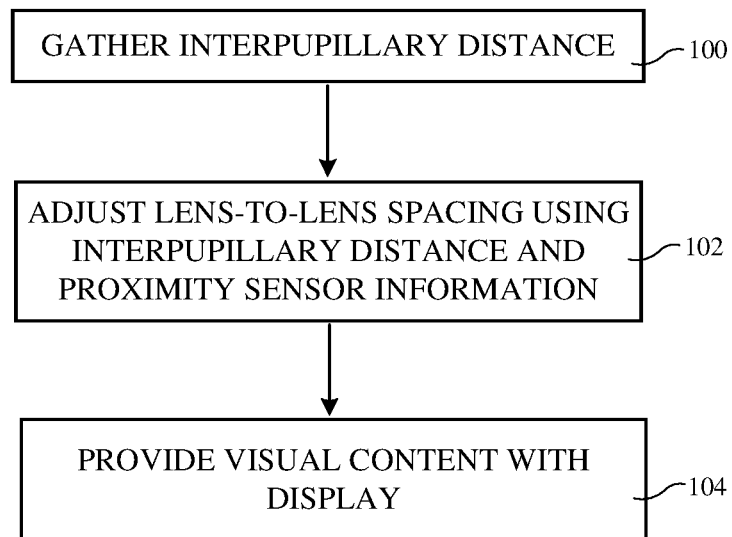 GATHER INTERPUPILLARY DISTANCE
100
ADJUST LENS-TO-LENS SPACING USING
INTERPUPILLARY DISTANCE AND
PROXIMITY SENSOR INFORMATION
102
PROVIDE VISUAL CONTENT WITH
DISPLAY
104